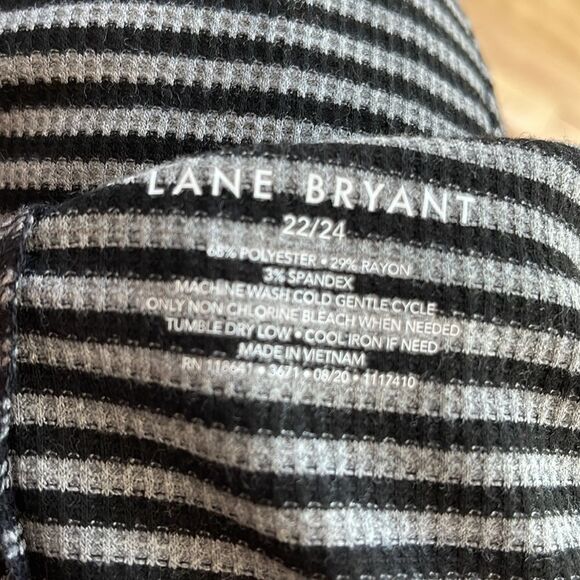 LANE BRYANT
22/24
68% POLYESTER • 29% RAYON
3% SPANDEX
MACHINE WASH COLD GENTLE CYCLE
ONLY NON CHLORINE BLEACH WHEN NEEDED
TUMBLE DRY LOW • COOL IRON IF NEED
MADE IN VIETNAM
RN 116641 • 3671 • 08/20 • 1117410